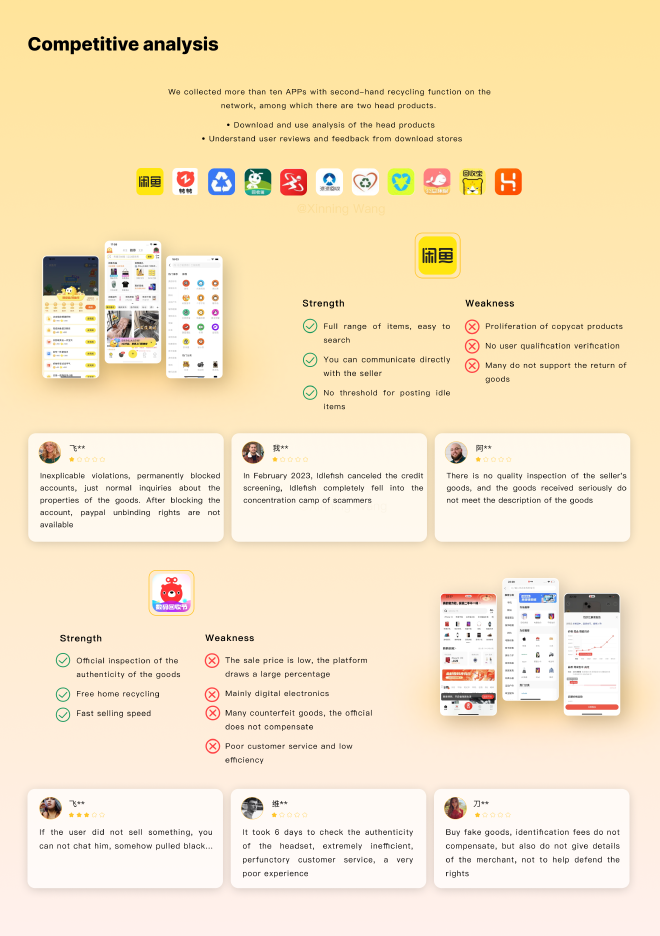 Competitive analysis
We collected more than ten APPs with second-hand recycling function on the
network, among which there are two head products.
• Download and use analysis of the head products
• Understand user reviews and feedback from download stores
闲鱼
转转
回收宝
@Xinning Wang
闲鱼
Strength
Weakness
Full range of items, easy to
search
You can communicate directly
with the seller
No threshold for posting idle
items
Proliferation of copycat products
No user qualification verification
Many do not support the return of
goods
飞**
Inexplicable violations, permanently blocked
accounts, just normal inquiries about the
properties of the goods. After blocking the
account, paypal unbinding rights are not
available
我**
In February 2023, Idlefish canceled the credit
screening, Idlefish completely fell into the
concentration camp of scammers
阿**
There is no quality inspection of the seller's
goods, and the goods received seriously do
not meet the description of the goods
Strength
Weakness
Official inspection of the
authenticity of the goods
Free home recycling
Fast selling speed
The sale price is low, the platform
draws a large percentage
Mainly digital electronics
Many counterfeit goods, the official
does not compensate
Poor customer service and low
efficiency
飞**
If the user did not sell something, you
can not chat him, somehow pulled black...
维**
It took 6 days to check the authenticity
of the headset, extremely inefficient,
perfunctory customer service, a very
poor experience
刀**
Buy fake goods, identification fees do not
compensate, but also do not give details
of the merchant, not to help defend the
rights